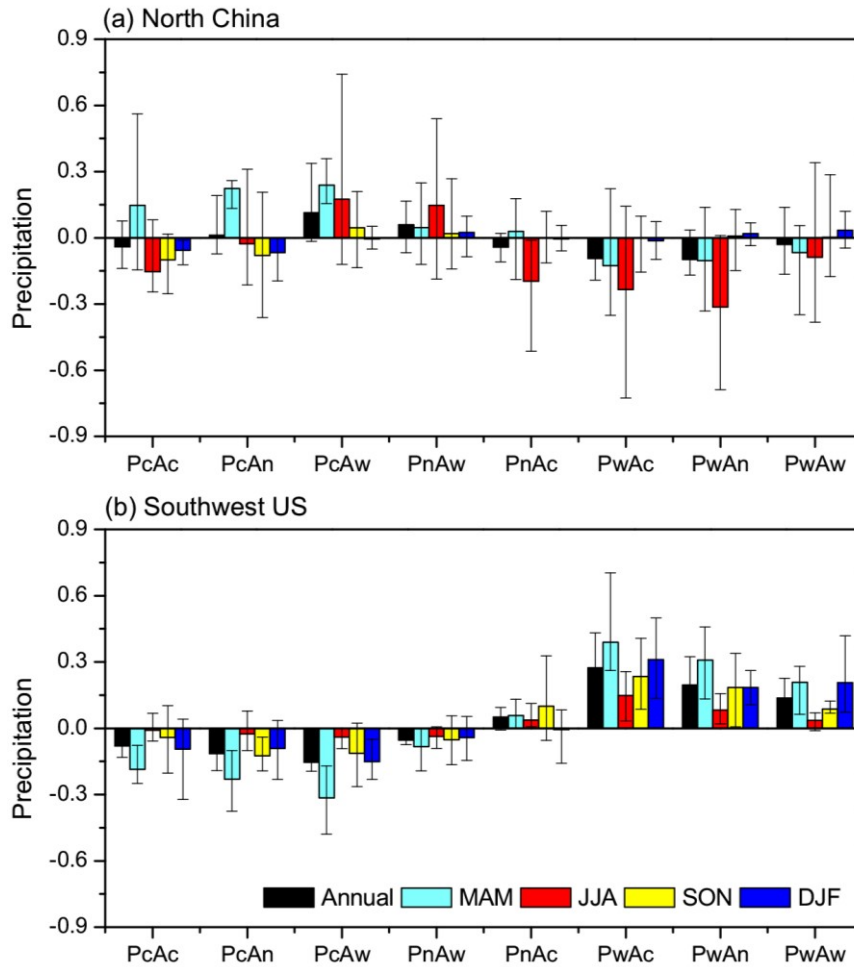 (a) North China
Precipitation
0.9
0.6
0.3
0.0
-0.3
-0.6
-0.9
PcAc PcAn PcAw PnAw PnAc PwAc PwAn PwAw
(b) Southwest US
Precipitation
0.9
0.6
0.3
0.0
-0.3
-0.6
-0.9
Annual MAM JJA SON DJF
PcAc PcAn PcAw PnAw PnAc PwAc PwAn PwAw